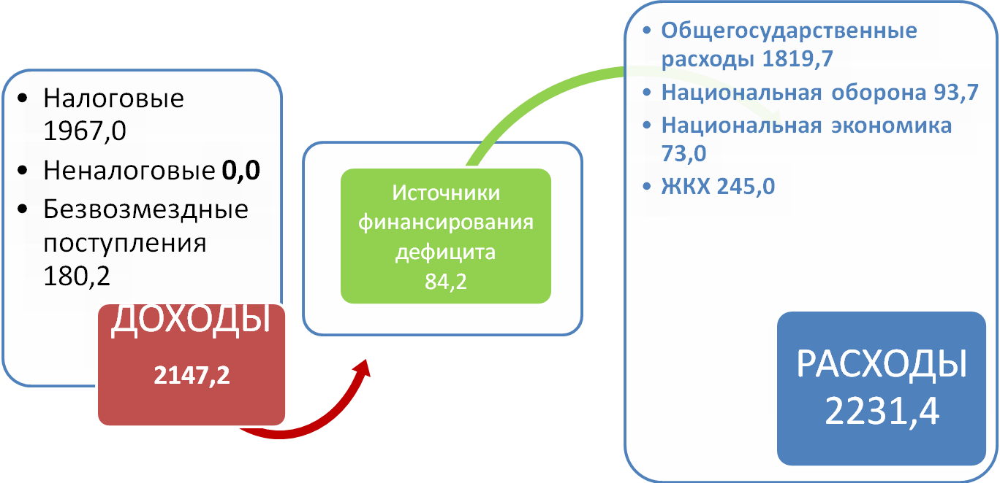 • Налоговые
1967,0
• Неналоговые 0,0
• Безвозмездные
поступления
180,2
ДОХОДЫ
2147,2
Источники
финансирования
дефицита
84,2
• Общегосударственные
расходы 1819,7
• Национальная оборона 93,7
• Национальная экономика
73,0
• ЖКХ 245,0
РАСХОДЫ
2231,4